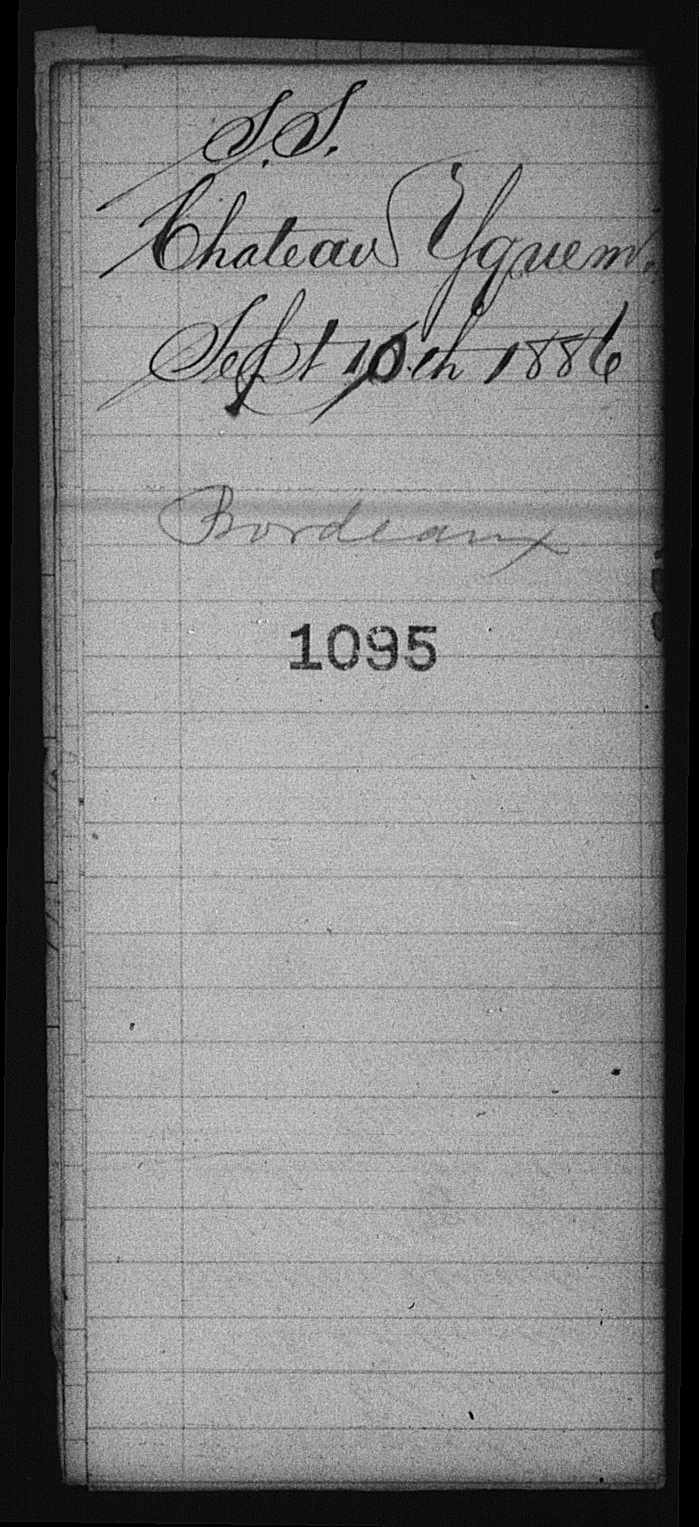 S.S.
Chateau Yquem.
Sept 10th 1886
Bordeaux
1095